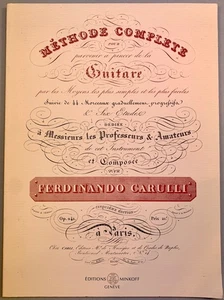 MÉTHODE COMPLETE
POUR
parvenir à pincer de la
Guitare
par les Moyens les plus simples et les plus faciles
Suivie de 44 Morceaux graduellement progressifs
& Six Etudes
DÉDIÉE
à Messieurs les Professeurs & Amateurs
de cet Instrument
et Composée
PAR
FERDINANDO CARULLI
Op. 241
à Paris,
ÉDITIONS MINKOFF
GENÈVE